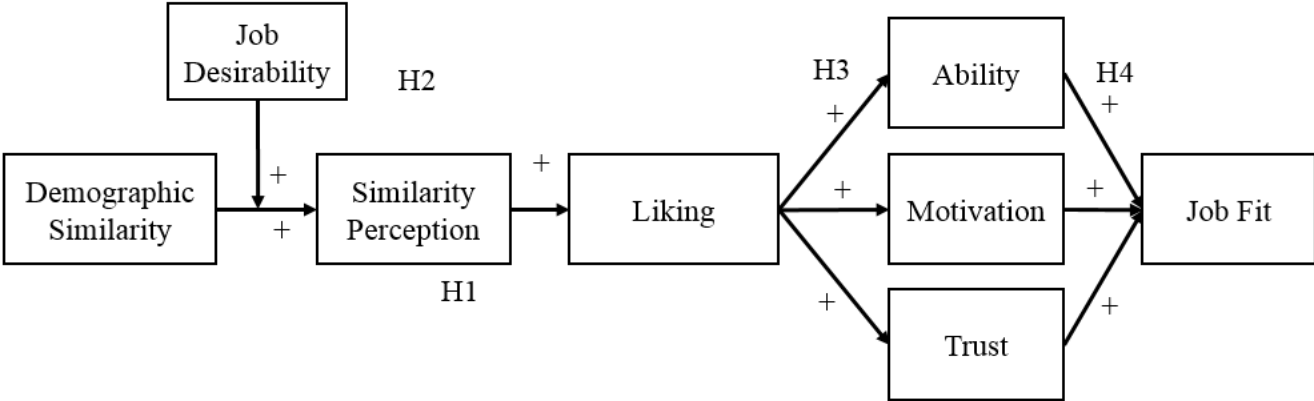 Job
Desirability
H2
H3
Ability
H4
+
+
+
Demographic
Similarity
+
+
Similarity
Perception
Liking
+
Motivation
+
Job Fit
H1
+
Trust
+